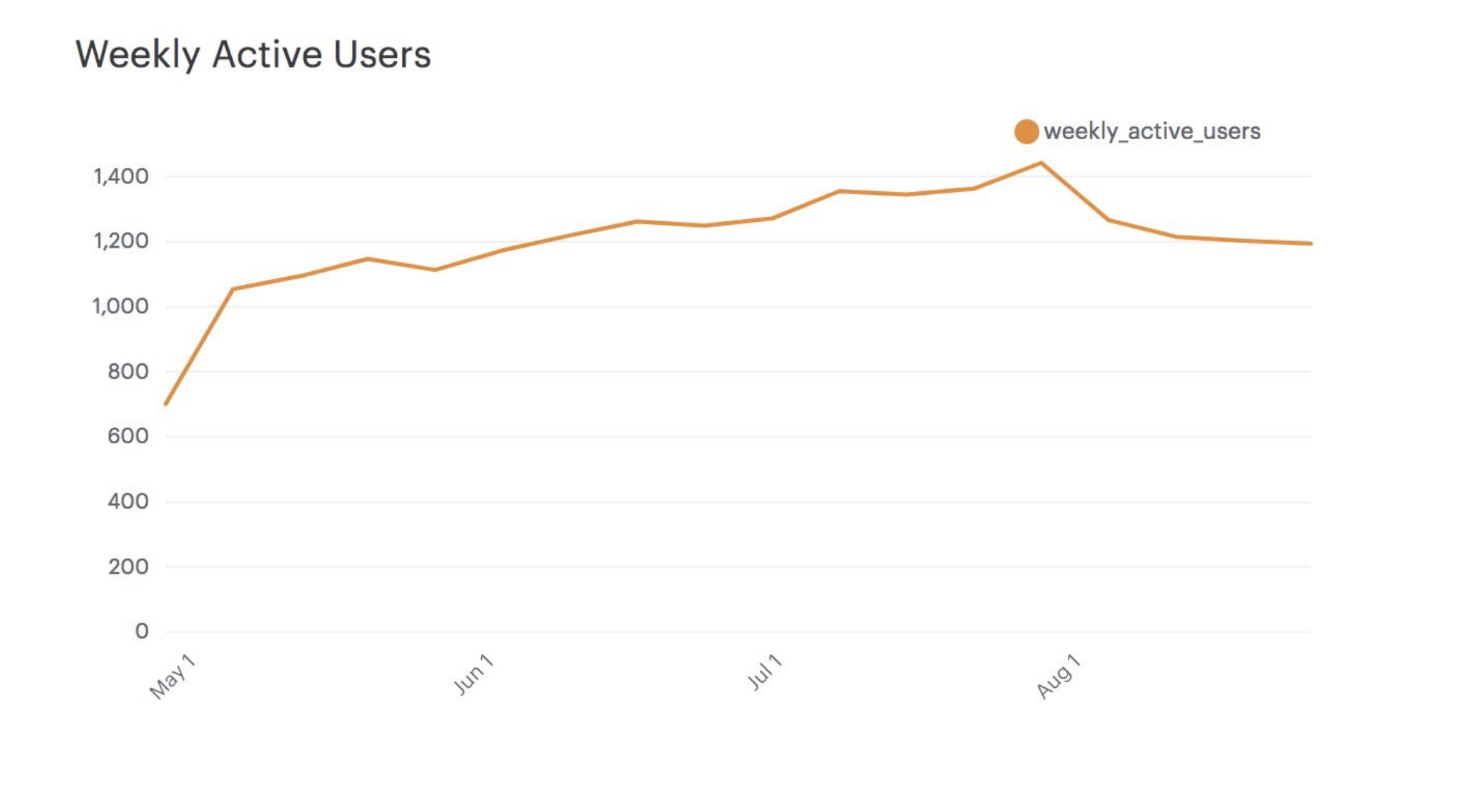 Weekly Active Users
weekly_active_users
1,400
1,200
1,000
800
600
400
200
0
May 1
Jun 1
Jul 1
Aug 1